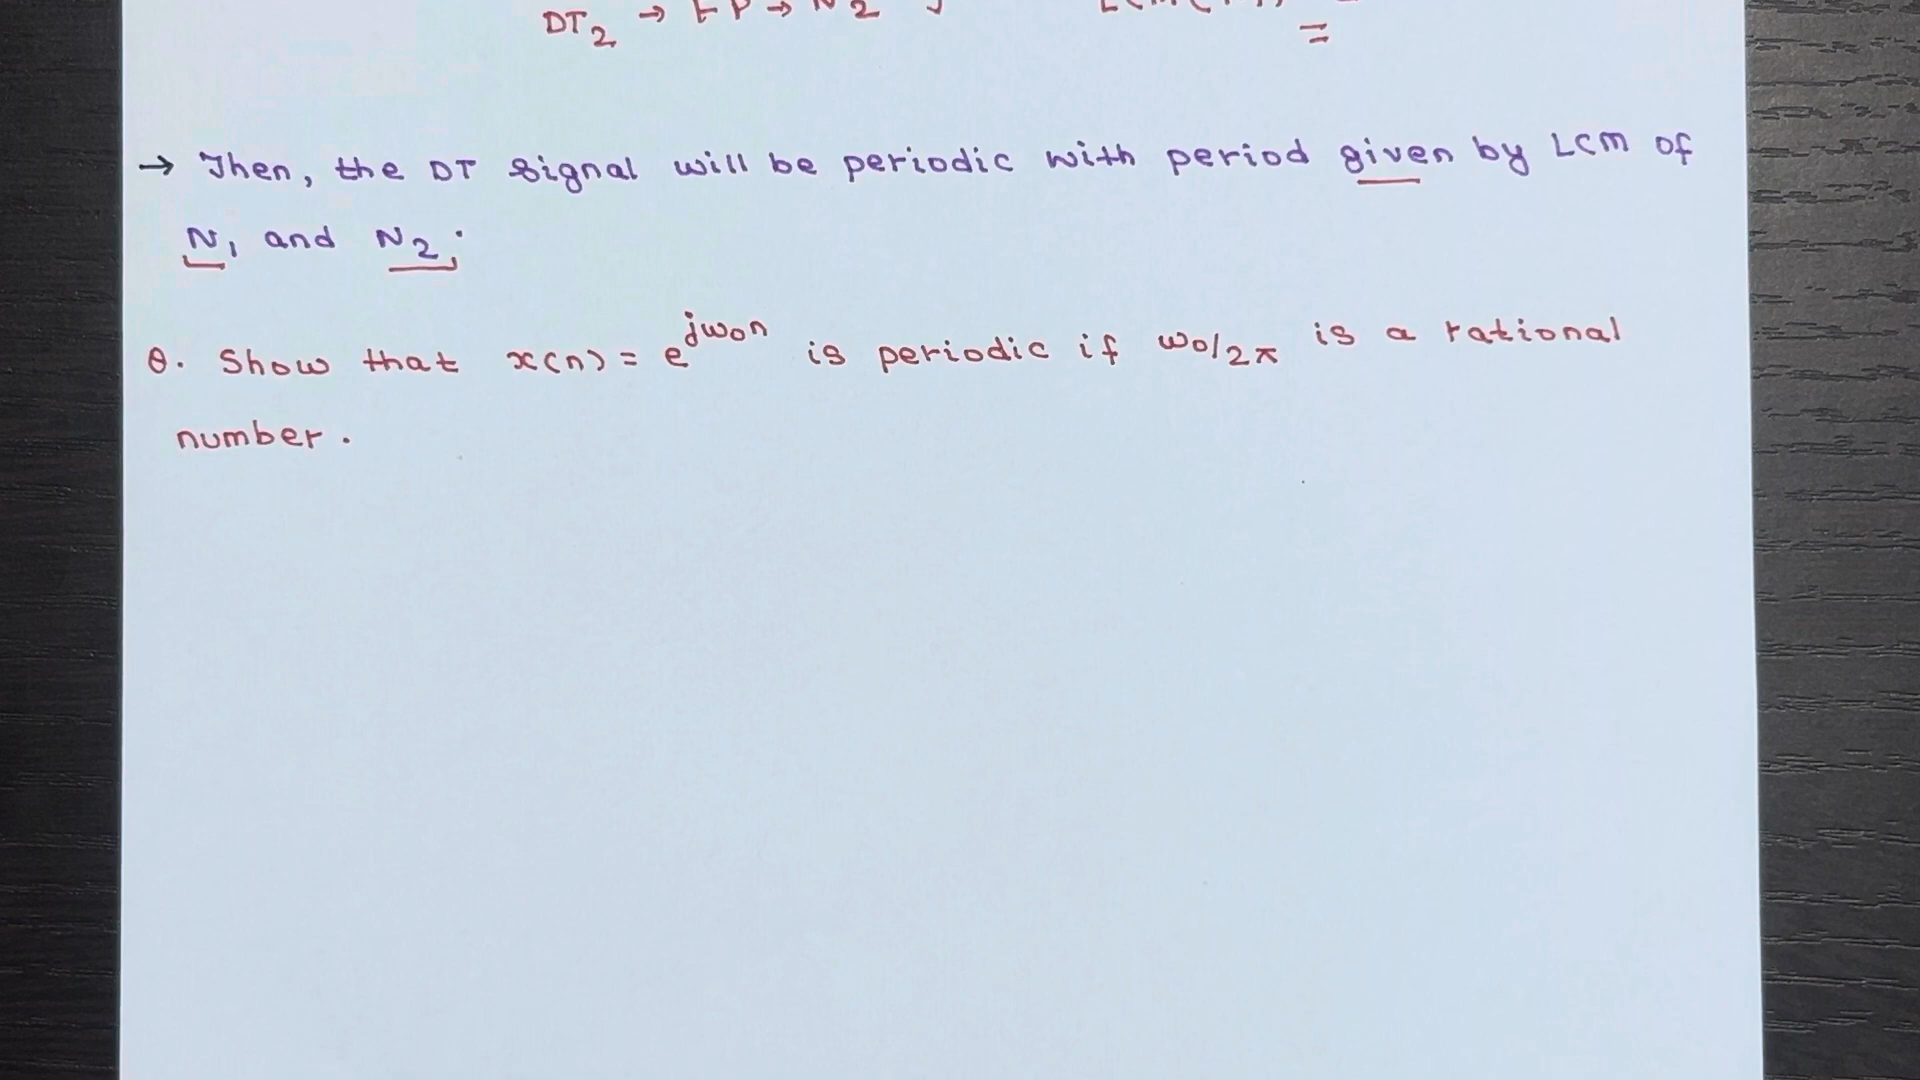 DT2 →
→ Then, the DT signal will be periodic with period given by LCM of
N1 and N2.
Q. Show that x(n) = e^jω0n is periodic if ω0/2π is a rational
number.